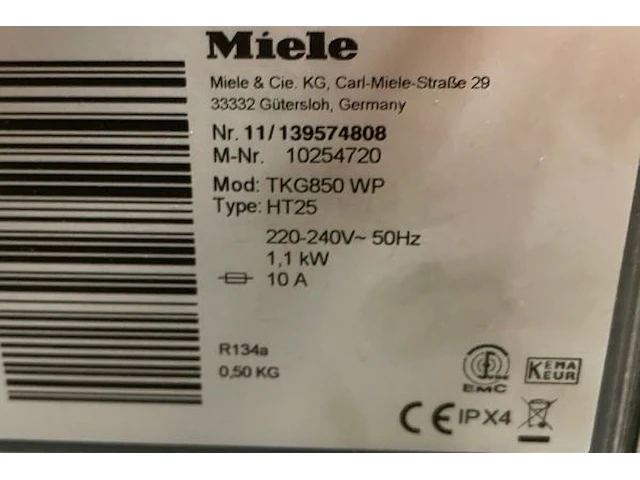 Miele
Miele & Cie. KG, Carl-Miele-Straße 29
33332 Gütersloh, Germany
Nr. 11/139574808
M-Nr. 10254720
Mod: TKG850 WP
Type: HT25
220-240V~ 50Hz
1,1 kW
10 A
R134a
0,50 KG
EMC
KEMA
KEUR
CE IPX4